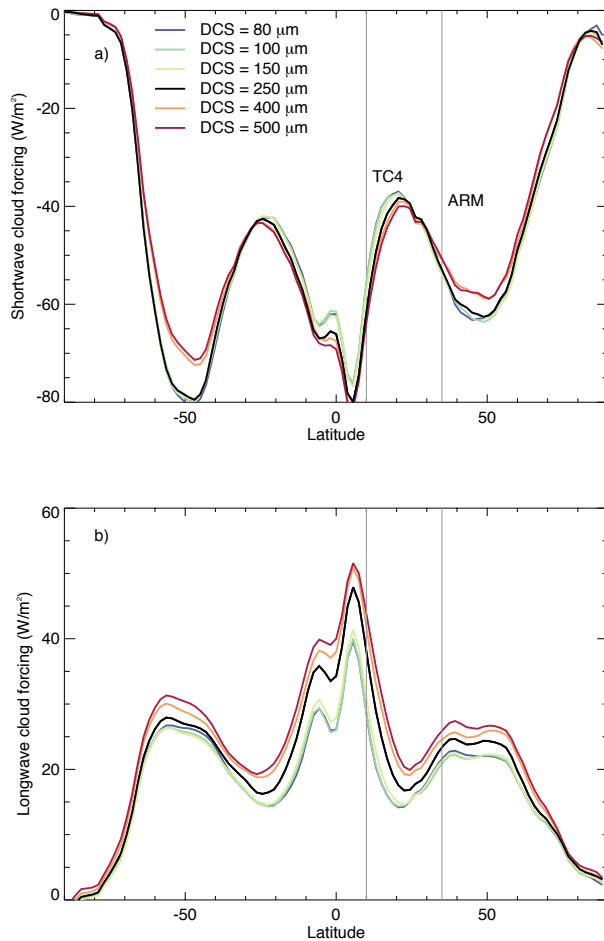 a)
DCS = 80 μm
DCS = 100 μm
DCS = 150 μm
DCS = 250 μm
DCS = 400 μm
DCS = 500 μm
TC4
ARM
Shortwave cloud forcing (W/m²)
0
-20
-40
-60
-80
-50
0
50
Latitude
b)
Longwave cloud forcing (W/m²)
60
40
20
0
-50
0
50
Latitude